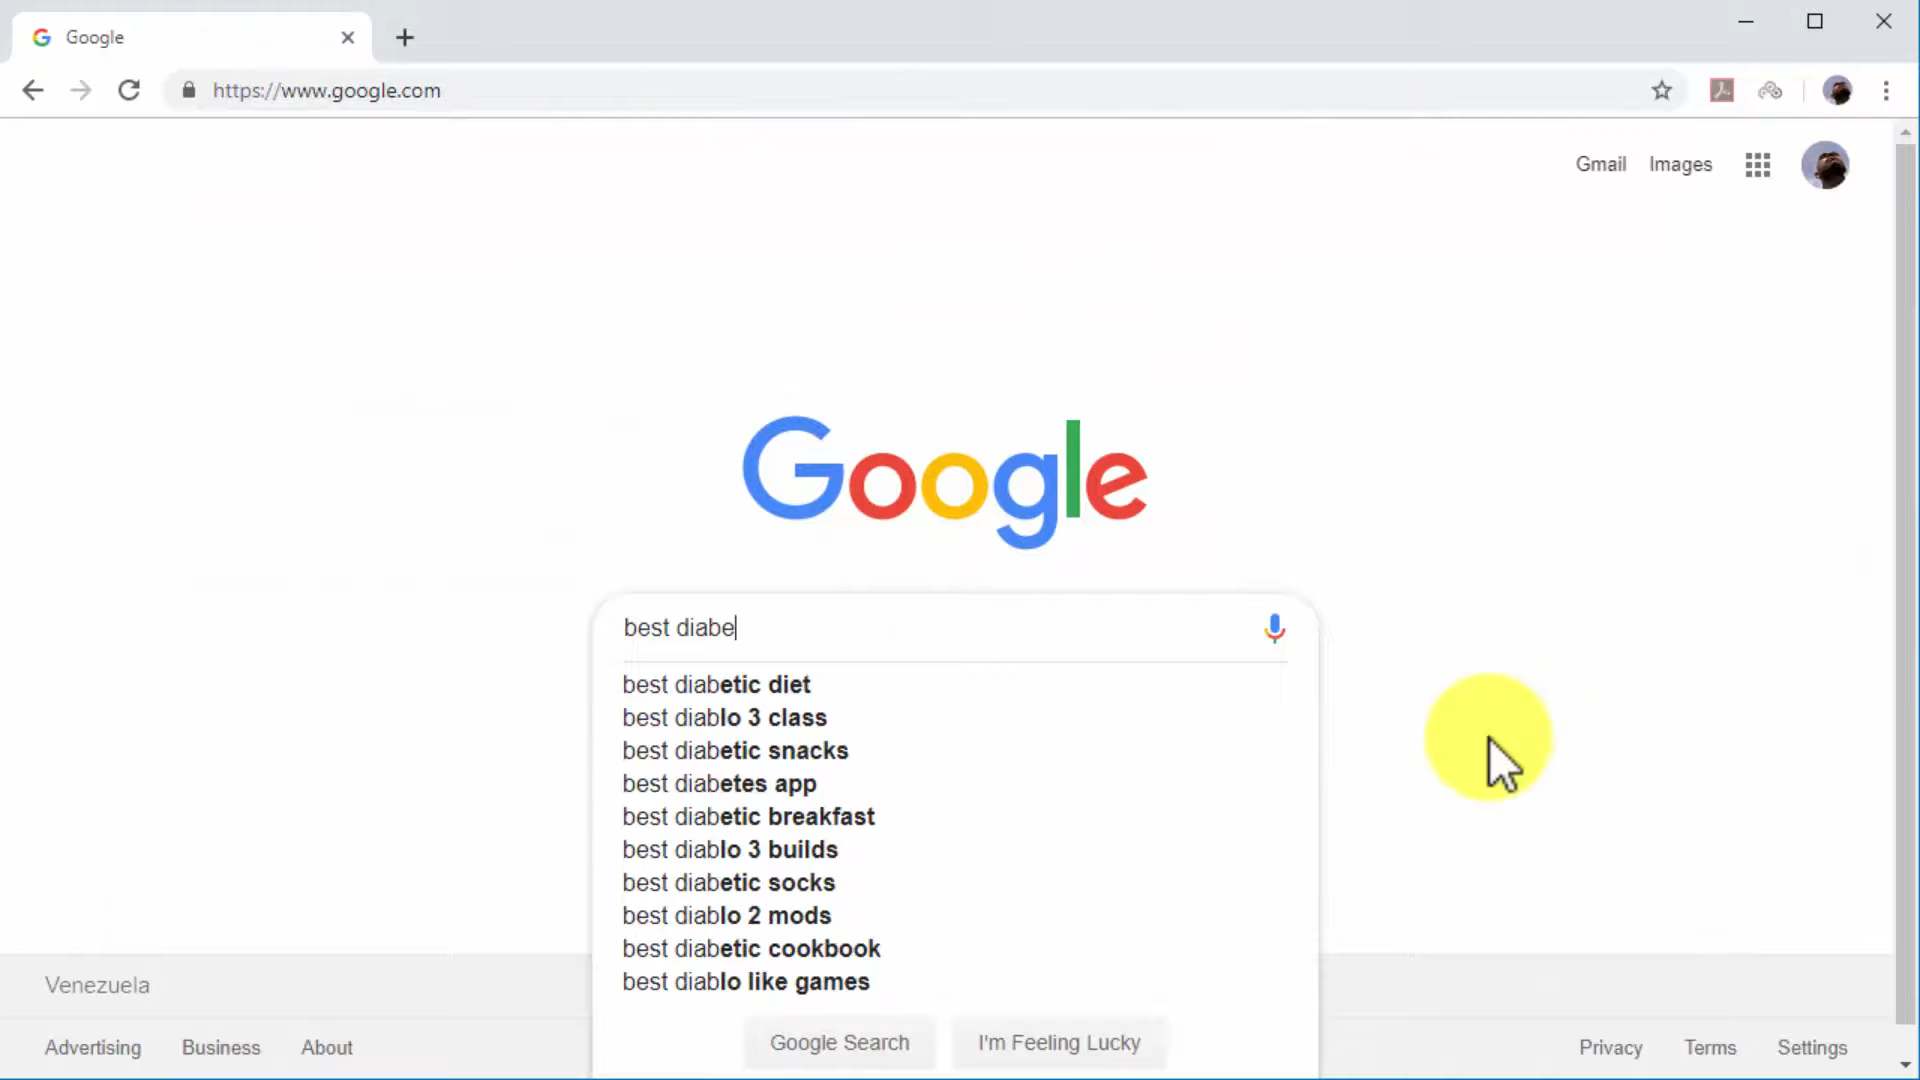 Google
https://www.google.com
Gmail Images
Google
best diabe
best diabetic diet
best diablo 3 class
best diabetic snacks
best diabetes app
best diabetic breakfast
best diablo 3 builds
best diabetic socks
best diablo 2 mods
best diabetic cookbook
best diablo like games
Google Search I'm Feeling Lucky
Venezuela
Advertising Business About Privacy Terms Settings